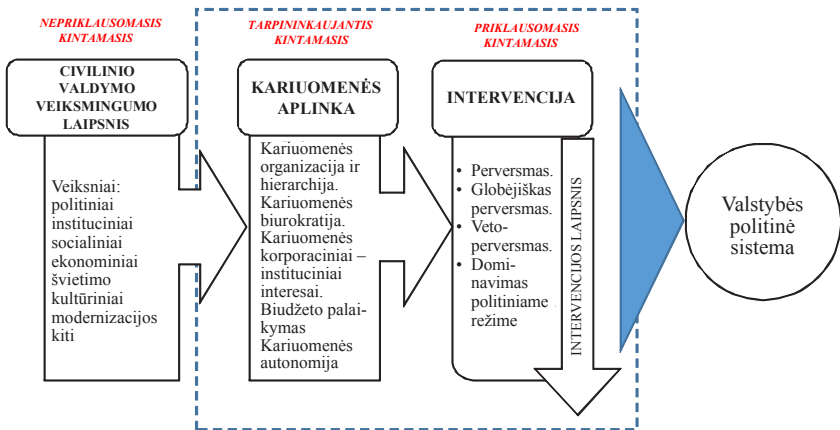 NEPRIKLAUSOMASIS
KINTAMASIS
CIVILINIO
VALDYMO
VEIKSMINGUMO
LAIPSNIS
Veiksniai:
politiniai
instituciniai
socialiniai
ekonominiai
švietimo
kultūriniai
modernizacijos
kiti
TARPININKAUJANTIS
KINTAMASIS
KARIUOMENĖS
APLINKA
Kariuomenės
organizacija ir
hierarchija.
Kariuomenės
biurokratija.
Kariuomenės
korporaciniai –
instituciniai
interesai.
Biudžeto palai-
kymas
Kariuomenės
autonomija
PRIKLAUSOMASIS
KINTAMASIS
INTERVENCIJA
• Perversmas.
• Globėjiškas
perversmas.
• Veto-
perversmas.
• Domi-
navimas
politiniame
režime
INTERVENCIJOS LAIPSNIS
Valstybės
politinė
sistema